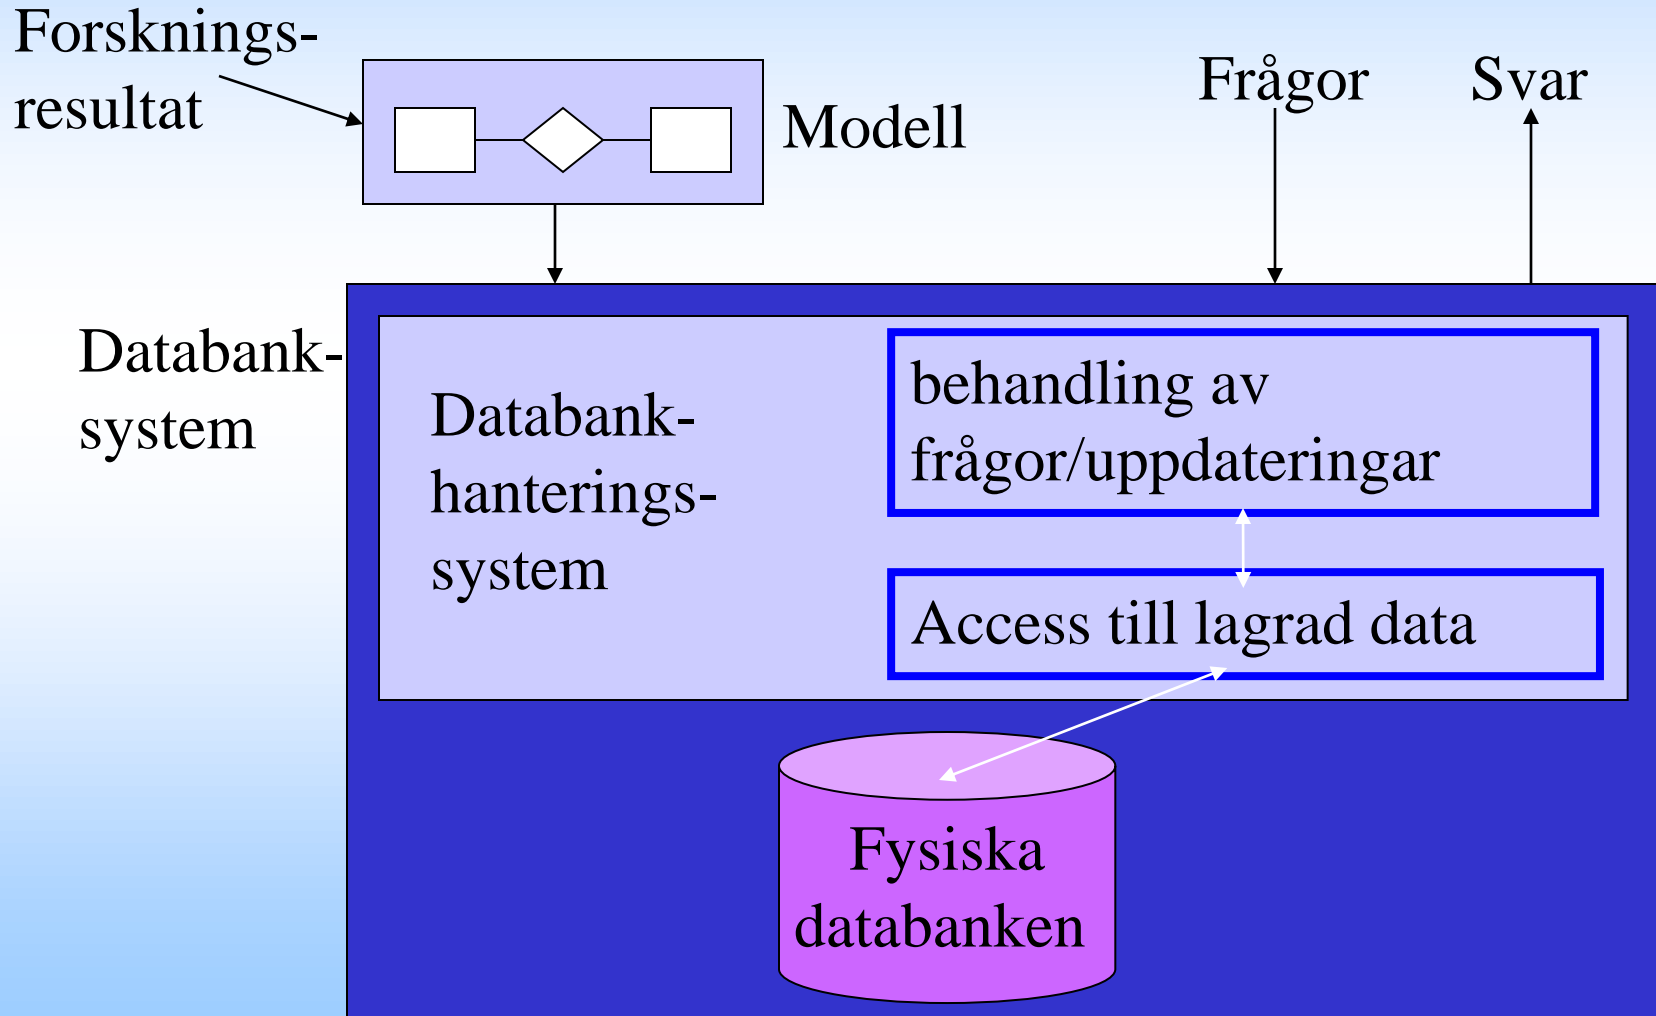 Forsknings-
resultat
Modell
Frågor
Svar
Databank-
system
Databank-
hanterings-
system
behandling av
frågor/uppdateringar
Access till lagrad data
Fysiska
databanken